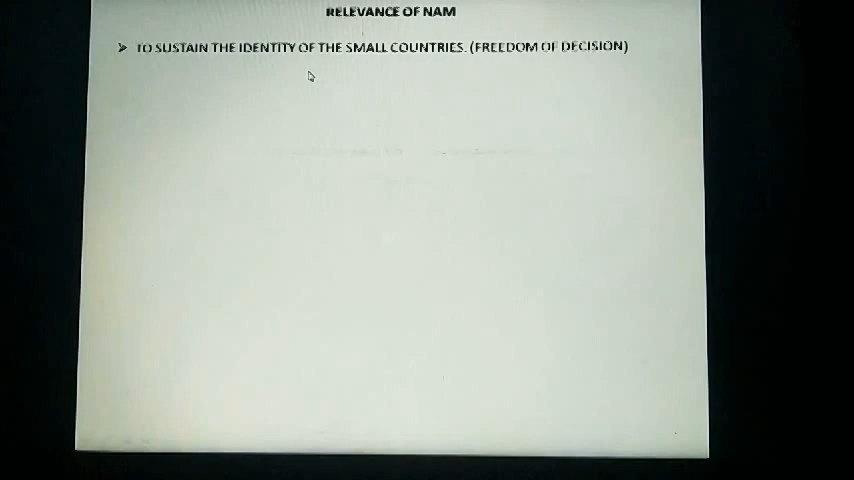 RELEVANCE OF NAM
➢ TO SUSTAIN THE IDENTITY OF THE SMALL COUNTRIES. (FREEDOM OF DECISION)